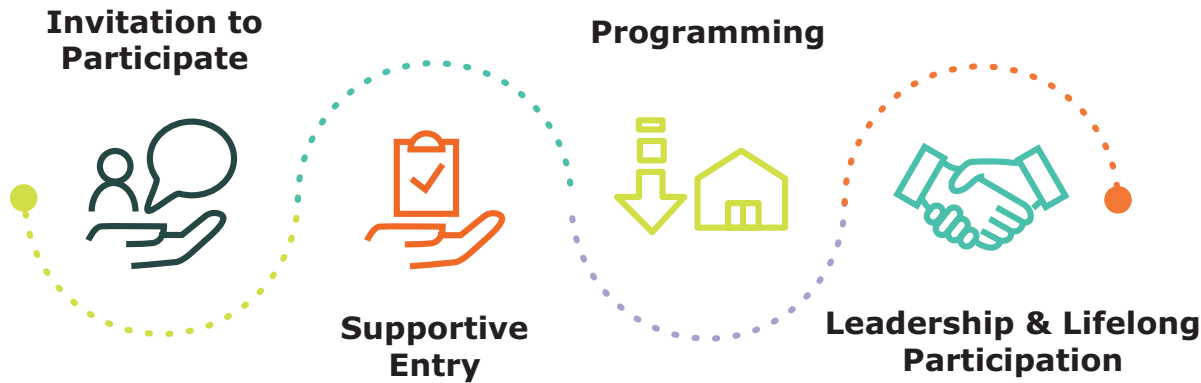 Invitation to
Participate
Supportive
Entry
Programming
Leadership & Lifelong
Participation